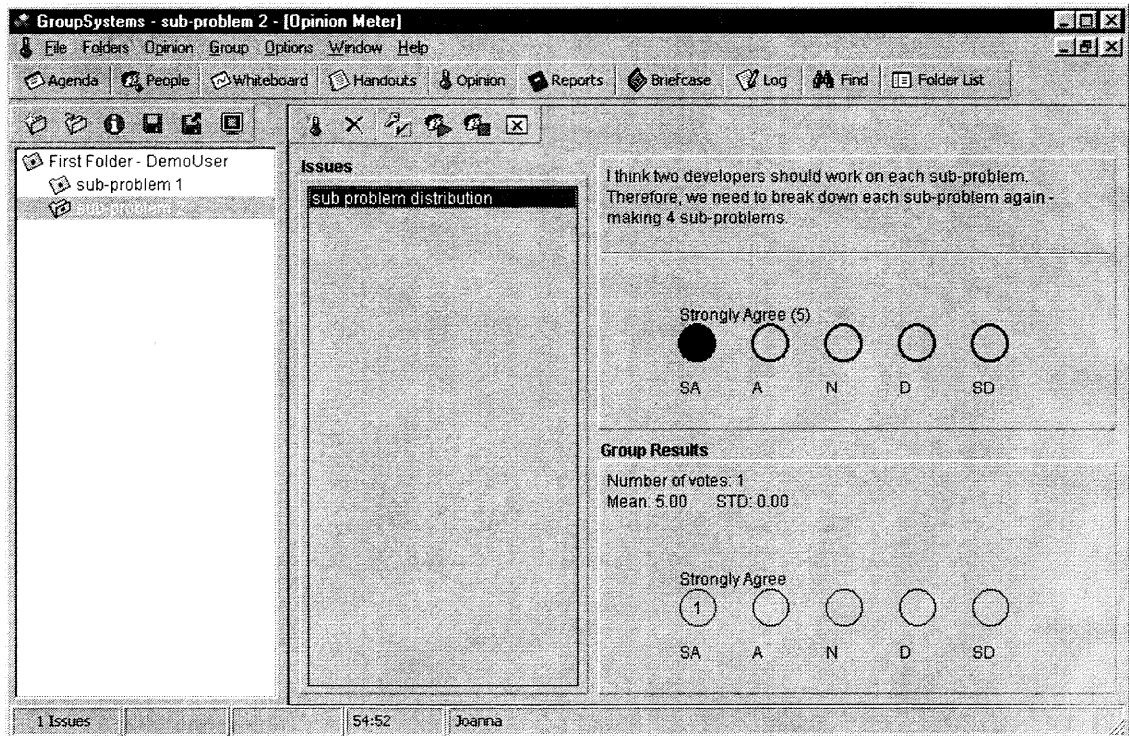 GroupSystems - sub-problem 2 - [Opinion Meter]
File Folders Opinion Group Options Window Help
Agenda People Whiteboard Handouts Opinion Reports Briefcase Log Find Folder List
First Folder - DemoUser
sub-problem 1
sub-problem 2
Issues
sub problem distribution
I think two developers should work on each sub-problem.
Therefore, we need to break down each sub-problem again -
making 4 sub-problems.
Strongly Agree (5)
SA A N D SD
Group Results
Number of votes: 1
Mean: 5.00 STD: 0.00
Strongly Agree
1
SA A N D SD
1 Issues 54:52 Joanna